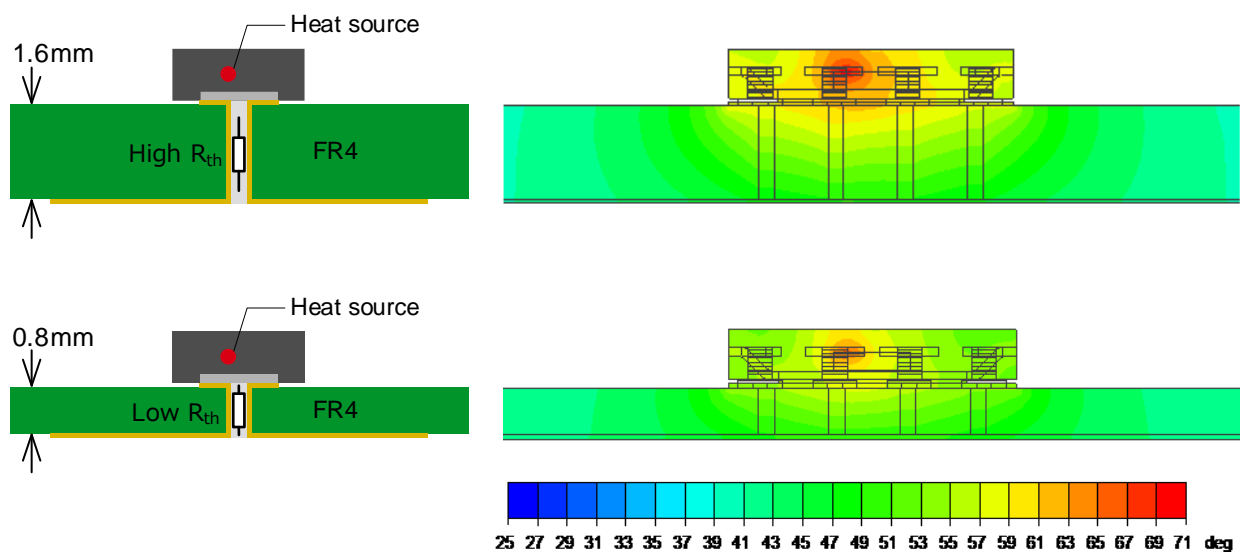 Heat source
1.6mm
High Rth
FR4
Heat source
0.8mm
Low Rth
FR4
25 27 29 31 33 35 37 39 41 43 45 47 49 51 53 55 57 59 61 63 65 67 69 71 deg